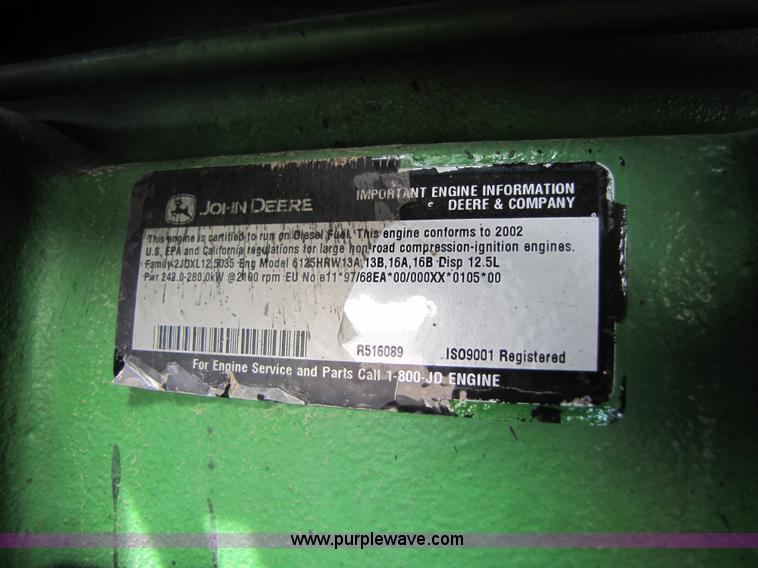 JOHN DEERE
IMPORTANT ENGINE INFORMATION
DEERE & COMPANY
This engine is certified to run on Diesel Fuel. This engine conforms to 2002
U.S. EPA and California regulations for large non-road compression-ignition engines.
Family-2JDXL12.5035 Eng Model 6125HRW13A,13B,16A,16B Disp 12.5L
Pwr 242.0-280.0kW @2100 rpm EU No e11*97/68EA*00/000XX*0105*00
R516089 ISO9001 Registered
For Engine Service and Parts Call 1-800-JD ENGINE
www.purplewave.com